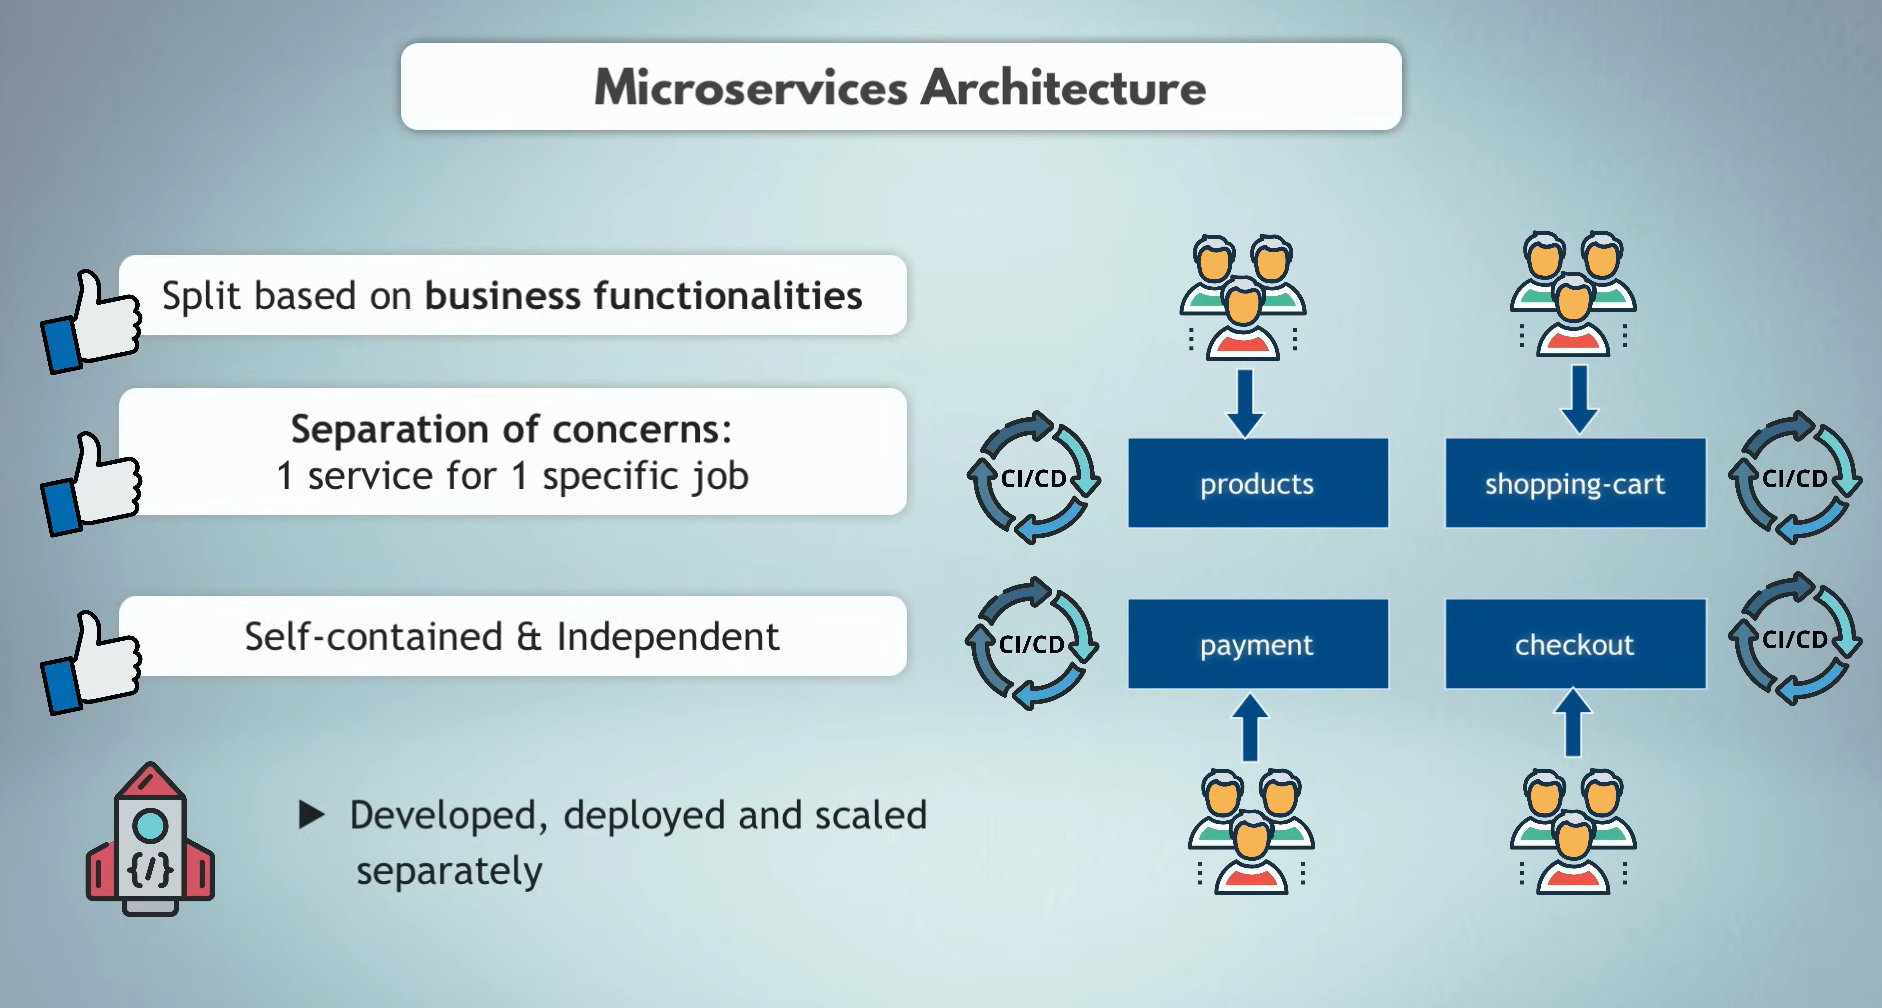 Microservices Architecture
Split based on business functionalities
Separation of concerns:
1 service for 1 specific job
Self-contained & Independent
▶ Developed, deployed and scaled
separately
{/}
CI/CD
products
shopping-cart
CI/CD
CI/CD
payment
checkout
CI/CD